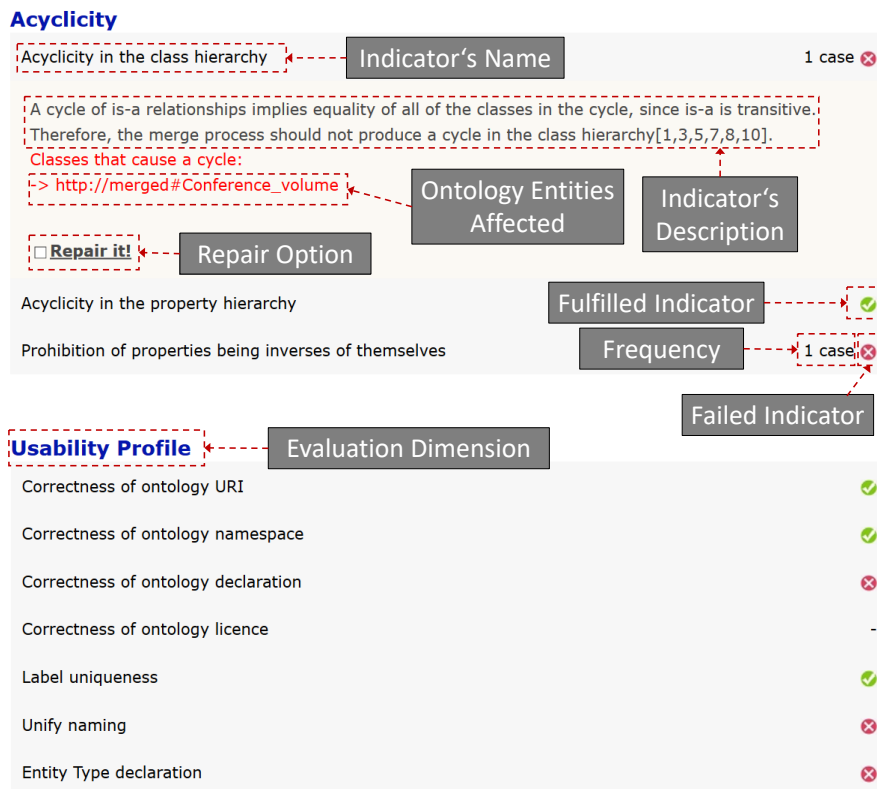 Acyclicity
Acyclicity in the class hierarchy
Indicator‘s Name
1 case
A cycle of is-a relationships implies equality of all of the classes in the cycle, since is-a is transitive.
Therefore, the merge process should not produce a cycle in the class hierarchy[1,3,5,7,8,10].
Classes that cause a cycle:
-> http://merged#Conference_volume
Ontology Entities
Affected
Indicator‘s
Description
Repair it!
Repair Option
Acyclicity in the property hierarchy
Fulfilled Indicator
Prohibition of properties being inverses of themselves
Frequency
1 case
Failed Indicator
Usability Profile
Evaluation Dimension
Correctness of ontology URI
Correctness of ontology namespace
Correctness of ontology declaration
Correctness of ontology licence
-
Label uniqueness
Unify naming
Entity Type declaration